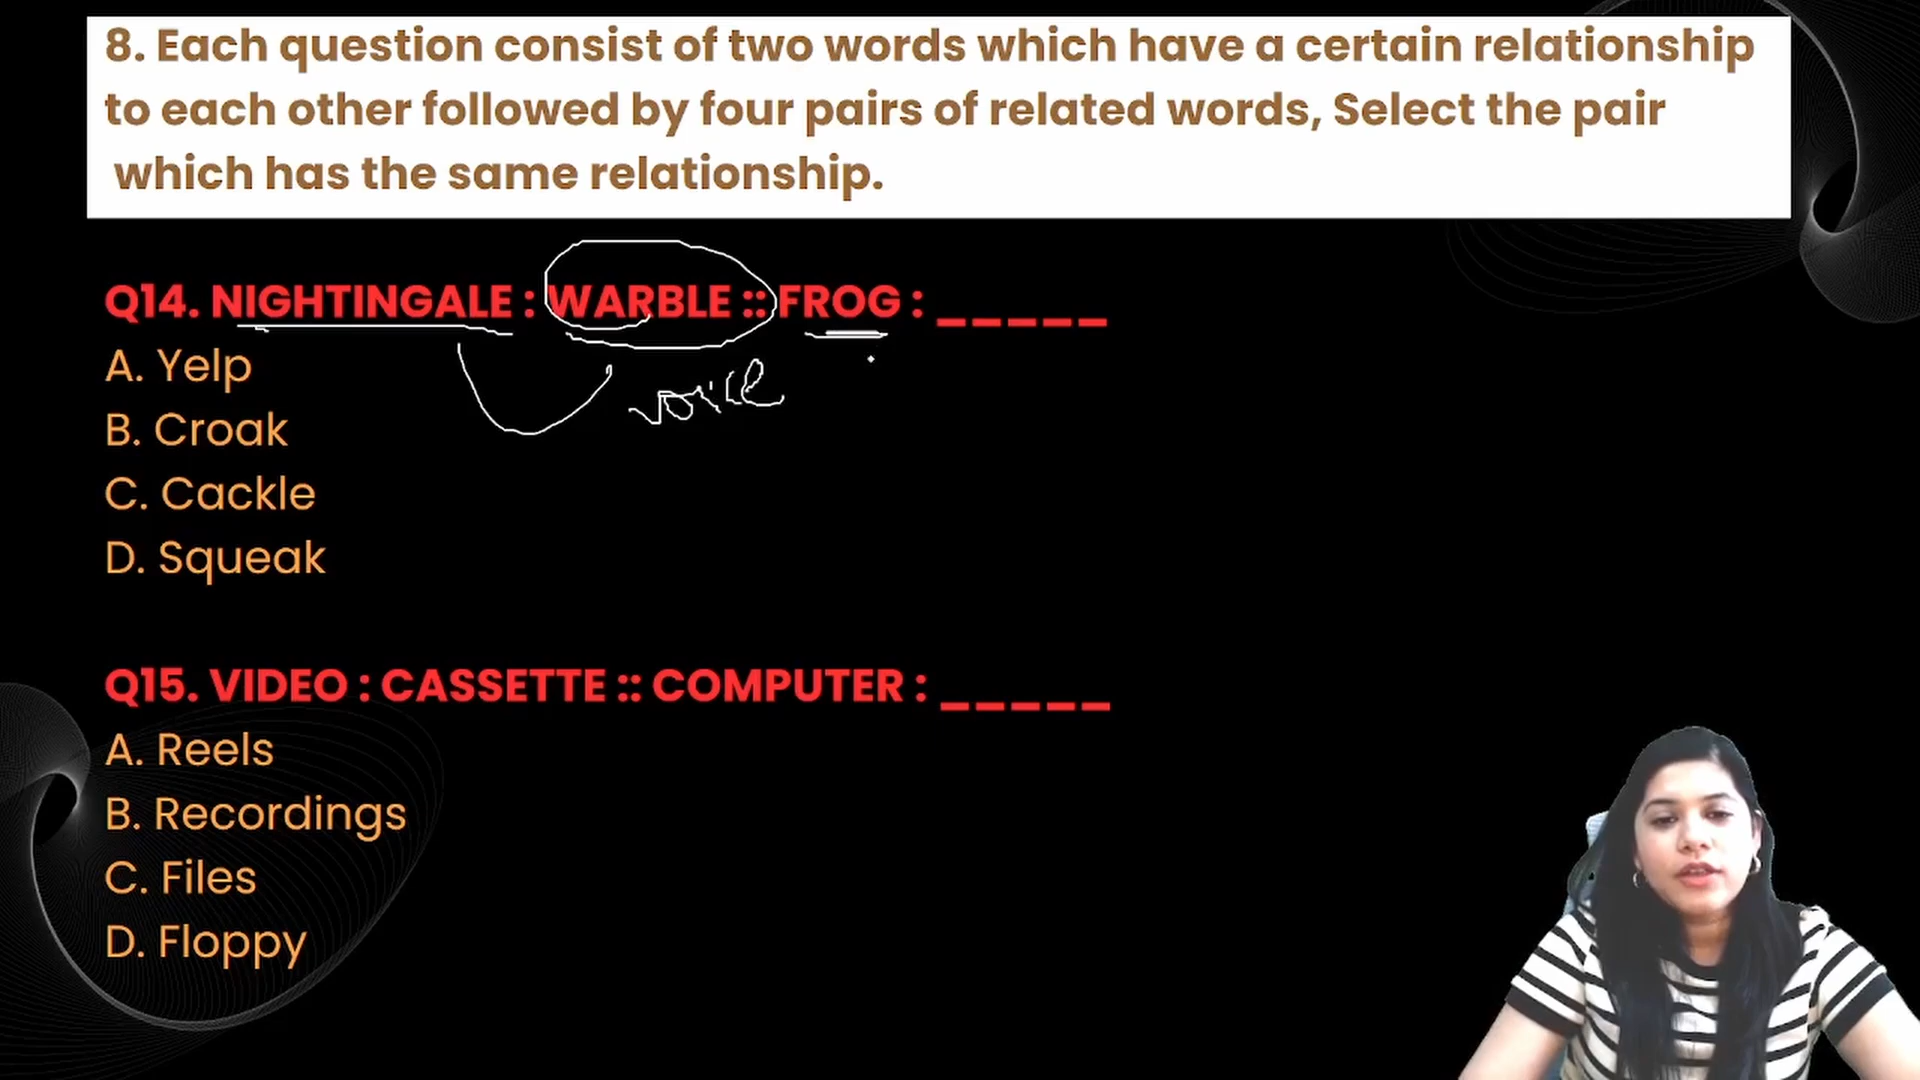 8. Each question consist of two words which have a certain relationship
to each other followed by four pairs of related words, Select the pair
which has the same relationship.
Q14. NIGHTINGALE : WARBLE :: FROG : _____
A. Yelp
voice
B. Croak
C. Cackle
D. Squeak
Q15. VIDEO : CASSETTE :: COMPUTER : _____
A. Reels
B. Recordings
C. Files
D. Floppy